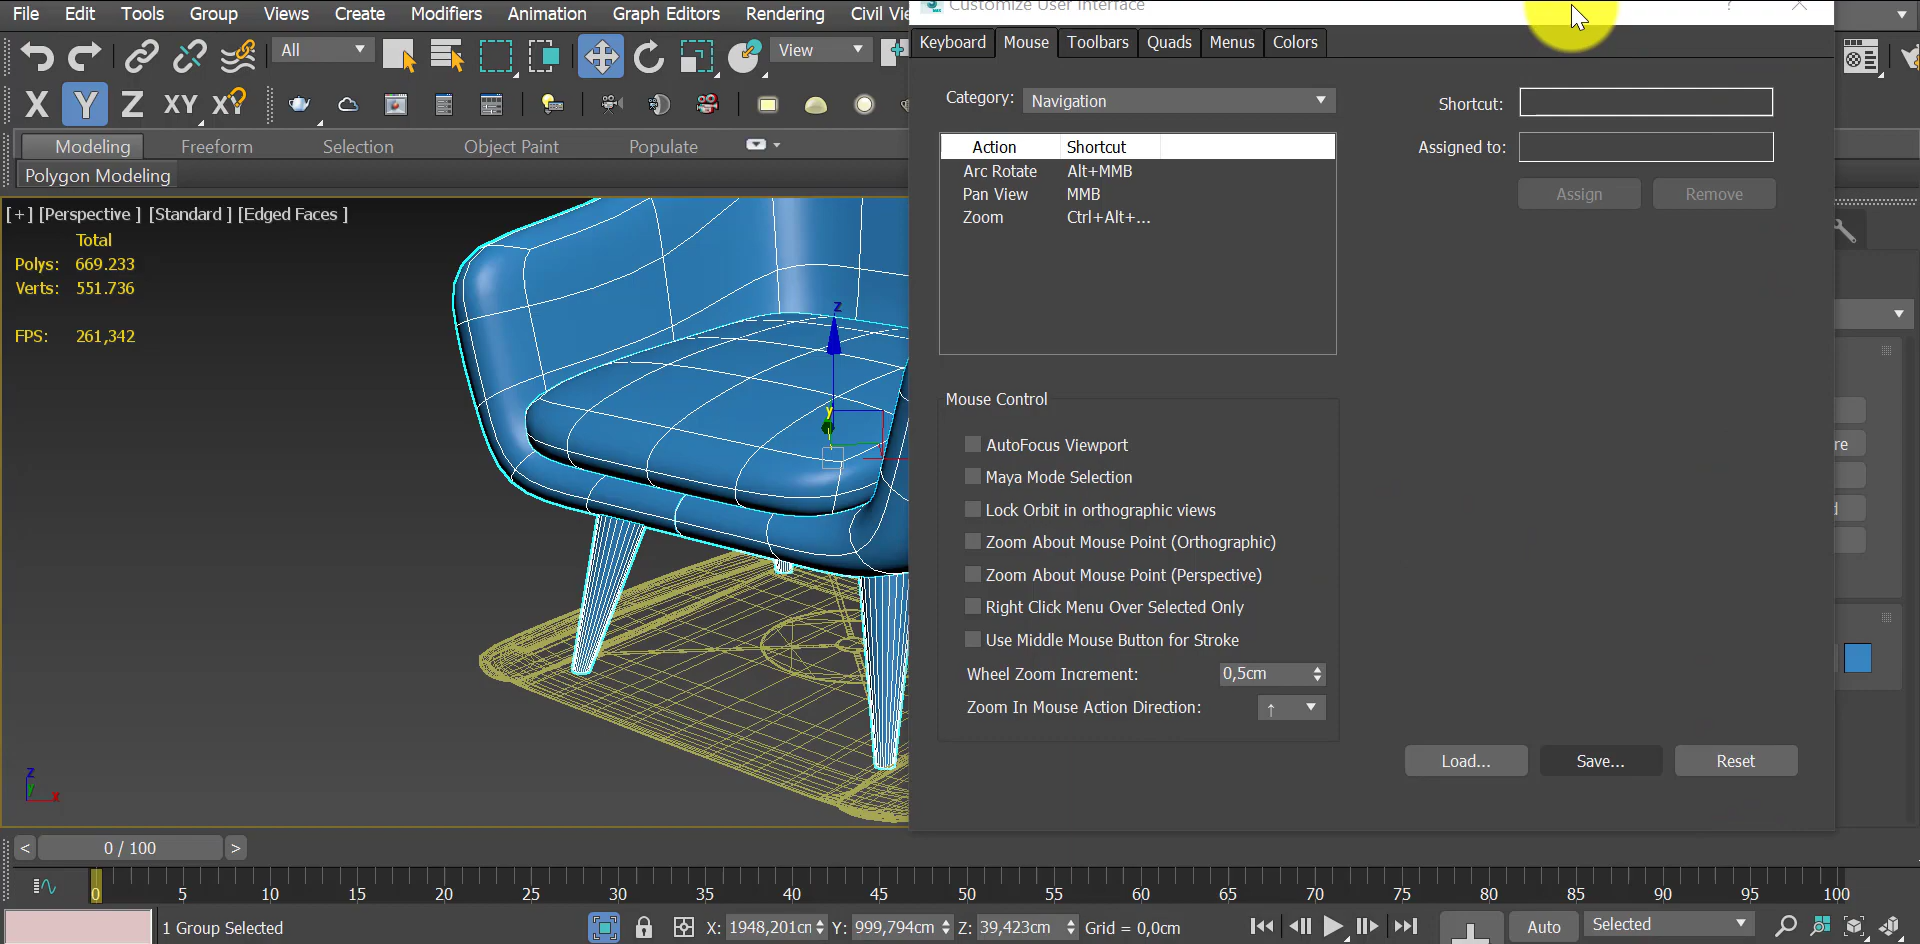 File Edit Tools Group Views Create Modifiers Animation Graph Editors Rendering Civil Vi
Customize User Interface
All
View
X Y Z XY XY
Keyboard Mouse Toolbars Quads Menus Colors
Modeling Freeform Selection Object Paint Populate
Polygon Modeling
[+] [Perspective ] [Standard ] [Edged Faces ]
Total
Polys: 669.233
Verts: 551.736
FPS: 261,342
Category: Navigation
Action Shortcut
Arc Rotate Alt+MMB
Pan View MMB
Zoom Ctrl+Alt+...
Shortcut:
Assigned to:
Assign Remove
Mouse Control
AutoFocus Viewport
Maya Mode Selection
Lock Orbit in orthographic views
Zoom About Mouse Point (Orthographic)
Zoom About Mouse Point (Perspective)
Right Click Menu Over Selected Only
Use Middle Mouse Button for Stroke
Wheel Zoom Increment: 0,5cm
Zoom In Mouse Action Direction: ↑
Load... Save... Reset
re
d
z
y
z
y
x
< 0 / 100 >
0 5 10 15 20 25 30 35 40 45 50 55 60 65 70 75 80 85 90 95 100
1 Group Selected
X: 1948,201cm Y: 999,794cm Z: 39,423cm Grid = 0,0cm
Auto Selected